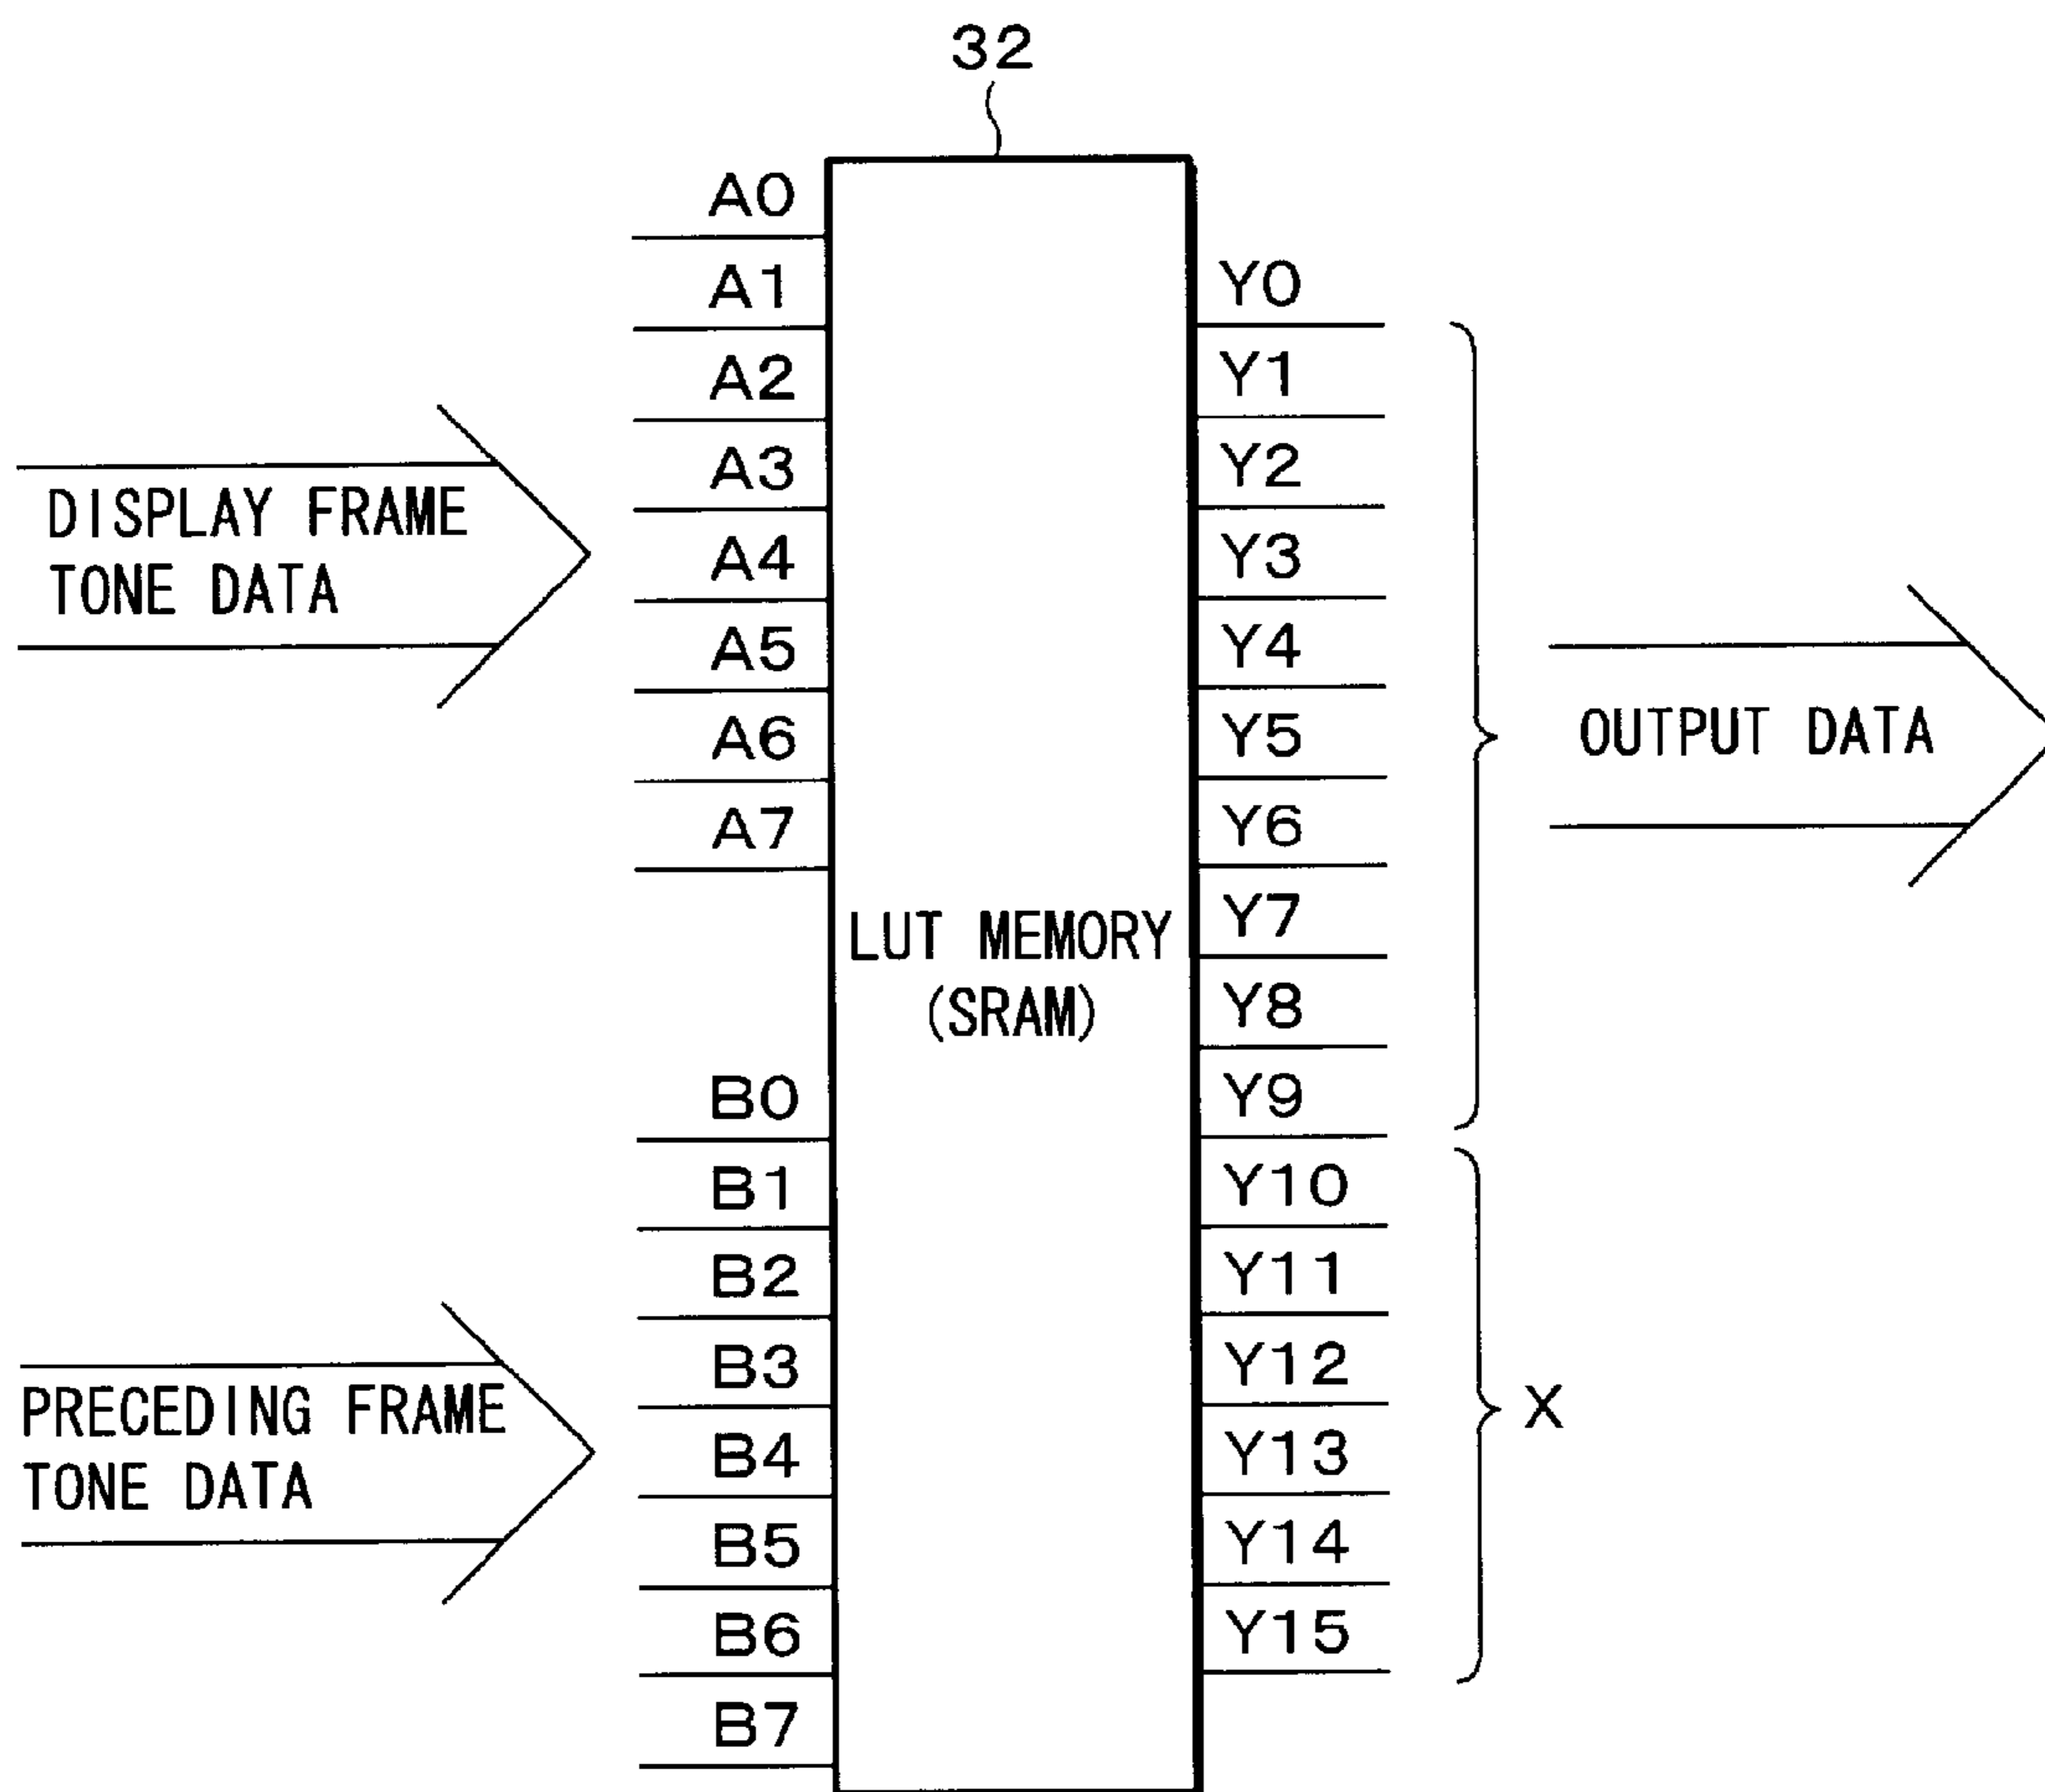 32
A0
A1
A2
A3
A4
A5
A6
A7
DISPLAY FRAME
TONE DATA
B0
B1
B2
B3
B4
B5
B6
B7
PRECEDING FRAME
TONE DATA
LUT MEMORY
(SRAM)
Y0
Y1
Y2
Y3
Y4
Y5
Y6
Y7
Y8
Y9
Y10
Y11
Y12
Y13
Y14
Y15
OUTPUT DATA
X